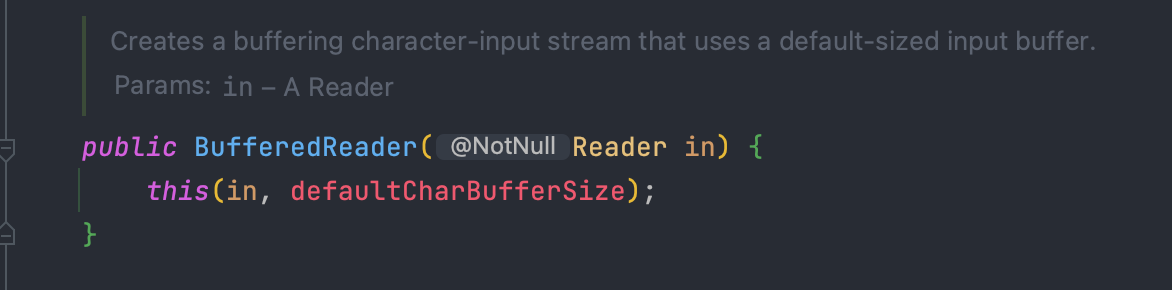 Creates a buffering character-input stream that uses a default-sized input buffer.
Params: in – A Reader
public BufferedReader( @NotNull Reader in) {
this(in, defaultCharBufferSize);
}